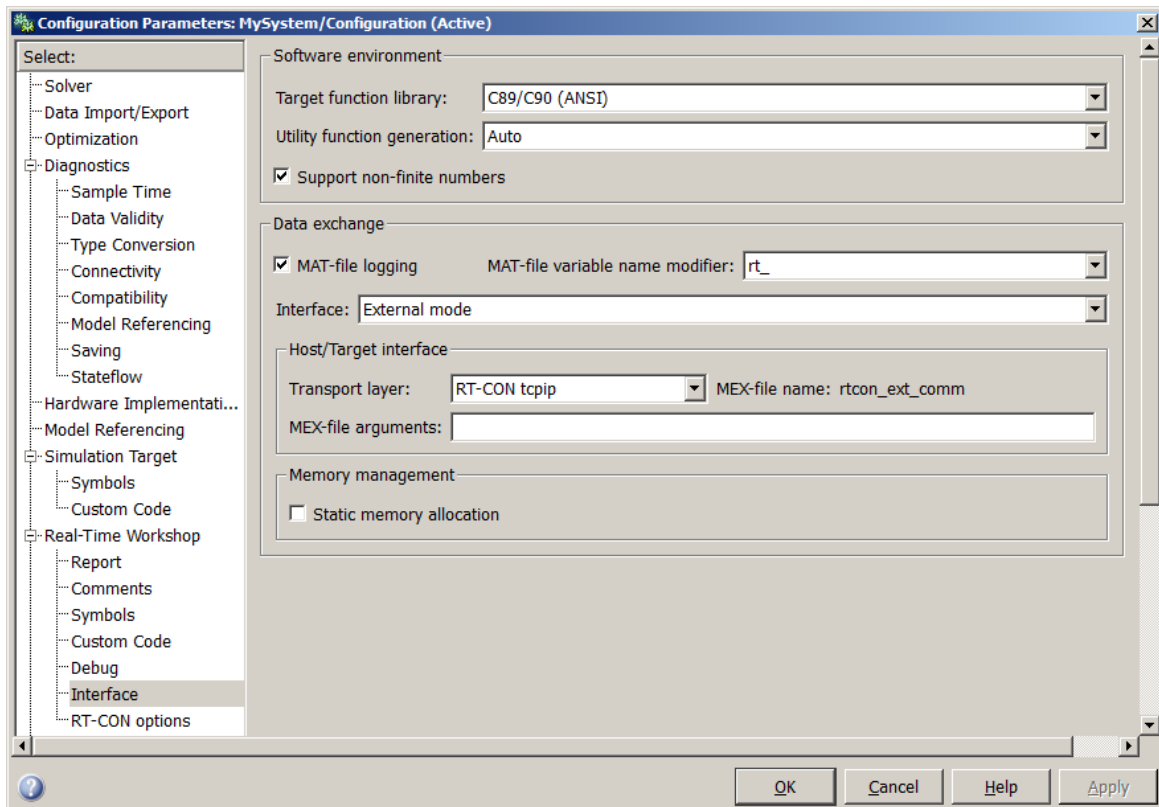 Configuration Parameters: MySystem/Configuration (Active)
Select:
Solver
Data Import/Export
Optimization
Diagnostics
Sample Time
Data Validity
Type Conversion
Connectivity
Compatibility
Model Referencing
Saving
Stateflow
Hardware Implementati...
Model Referencing
Simulation Target
Symbols
Custom Code
Real-Time Workshop
Report
Comments
Symbols
Custom Code
Debug
Interface
RT-CON options
Software environment
Target function library: C89/C90 (ANSI)
Utility function generation: Auto
Support non-finite numbers
Data exchange
MAT-file logging MAT-file variable name modifier: rt_
Interface: External mode
Host/Target interface
Transport layer: RT-CON tcpip MEX-file name: rtcon_ext_comm
MEX-file arguments:
Memory management
Static memory allocation
OK Cancel Help Apply